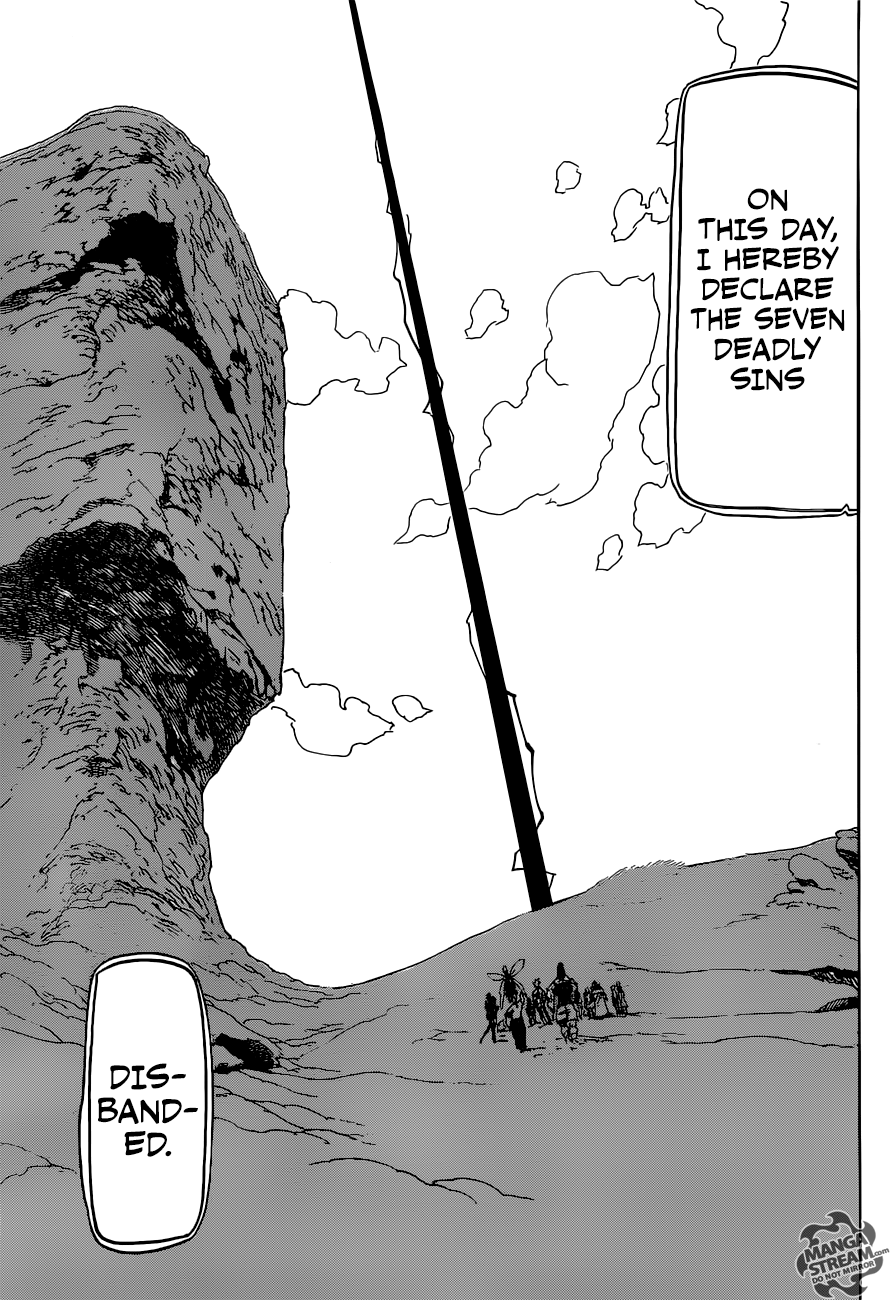 ON
THIS DAY,
I HEREBY
DECLARE
THE SEVEN
DEADLY
SINS
DIS-
BAND-
ED.
MANGA
STREAM.com
DO NOT MIRROR